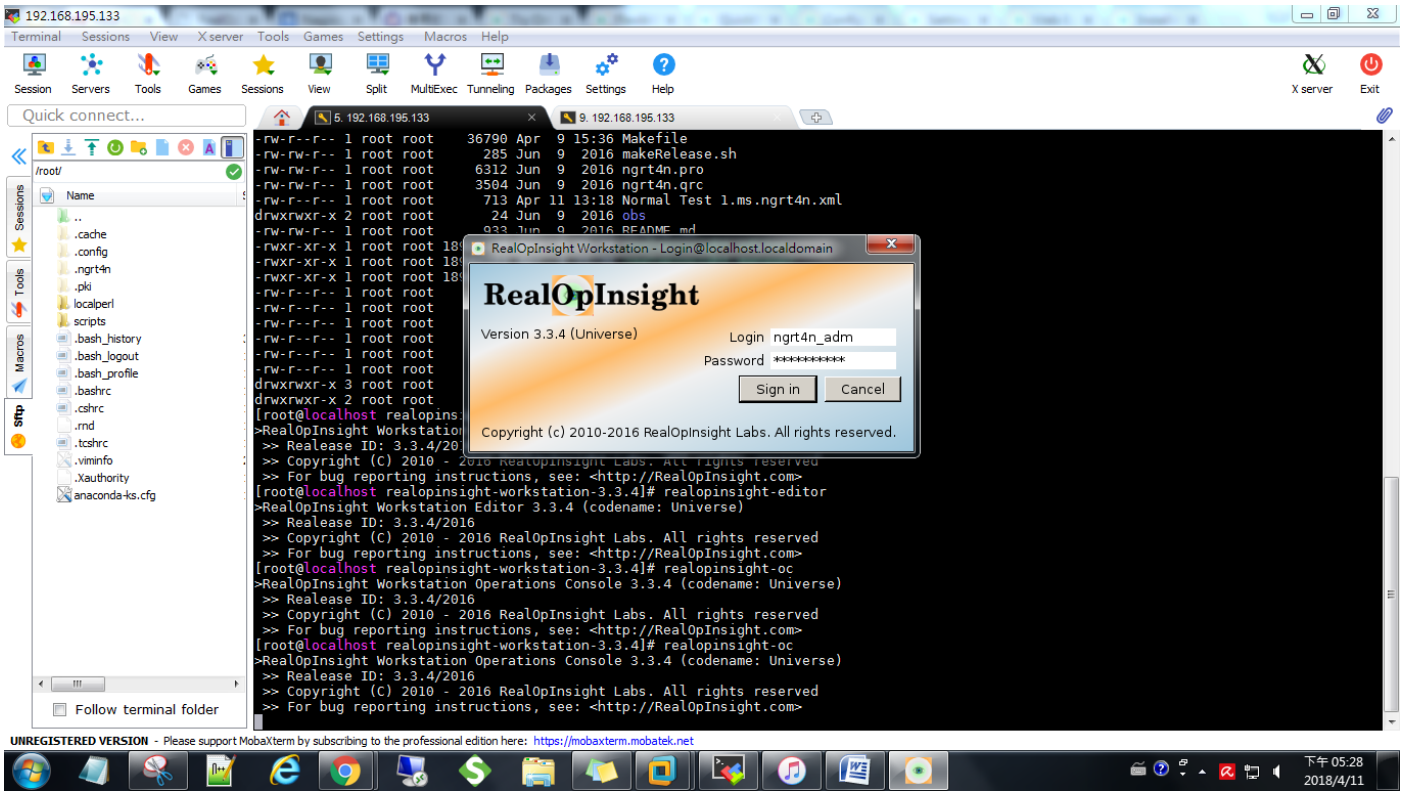 192.168.195.133
Terminal Sessions View X server Tools Games Settings Macros Help
Session Servers Tools Games Sessions View Split MultiExec Tunneling Packages Settings Help X server Exit
Quick connect...
5. 192.168.195.133
9. 192.168.195.133
/root/
Name
..
.cache
.config
.ngrt4n
.pki
localperl
scripts
.bash_history
.bash_logout
.bash_profile
.bashrc
.cshrc
.rnd
.tcshrc
.viminfo
.Xauthority
anaconda-ks.cfg
Follow terminal folder
Sessions
Tools
Macros
Sftp
-rw-r--r-- 1 root root 36790 Apr 9 15:36 Makefile
-rw-rw-r-- 1 root root 285 Jun 9 2016 makeRelease.sh
-rw-rw-r-- 1 root root 6312 Jun 9 2016 ngrt4n.pro
-rw-rw-r-- 1 root root 3504 Jun 9 2016 ngrt4n.qrc
-rw-r--r-- 1 root root 713 Apr 11 13:18 Normal Test 1.ms.ngrt4n.xml
drwxrwxr-x 2 root root 24 Jun 9 2016 obs
-rw-rw-r-- 1 root root 933 Jun 9 2016 README.md
-rwxr-xr-x 1 root root 189
-rwxr-xr-x 1 root root 189
-rwxr-xr-x 1 root root 189
-rw-r--r-- 1 root root
-rw-r--r-- 1 root root
-rw-r--r-- 1 root root
-rw-r--r-- 1 root root
-rw-rw-r-- 1 root root
-rw-r--r-- 1 root root
drwxrwxr-x 3 root root
drwxrwxr-x 2 root root
[root@localhost realopins
>RealOpInsight Workstation
>> Realease ID: 3.3.4/201
>> Copyright (C) 2010 - 2016 RealOpInsight Labs. All rights reserved
>> For bug reporting instructions, see: <http://RealOpInsight.com>
[root@localhost realopinsight-workstation-3.3.4]# realopinsight-editor
>RealOpInsight Workstation Editor 3.3.4 (codename: Universe)
>> Realease ID: 3.3.4/2016
>> Copyright (C) 2010 - 2016 RealOpInsight Labs. All rights reserved
>> For bug reporting instructions, see: <http://RealOpInsight.com>
[root@localhost realopinsight-workstation-3.3.4]# realopinsight-oc
>RealOpInsight Workstation Operations Console 3.3.4 (codename: Universe)
>> Realease ID: 3.3.4/2016
>> Copyright (C) 2010 - 2016 RealOpInsight Labs. All rights reserved
>> For bug reporting instructions, see: <http://RealOpInsight.com>
[root@localhost realopinsight-workstation-3.3.4]# realopinsight-oc
>RealOpInsight Workstation Operations Console 3.3.4 (codename: Universe)
>> Realease ID: 3.3.4/2016
>> Copyright (C) 2010 - 2016 RealOpInsight Labs. All rights reserved
>> For bug reporting instructions, see: <http://RealOpInsight.com>
RealOpInsight Workstation - Login@localhost.localdomain
RealOpInsight
Version 3.3.4 (Universe)
Login ngrt4n_adm
Password **********
Sign in Cancel
Copyright (c) 2010-2016 RealOpInsight Labs. All rights reserved.
UNREGISTERED VERSION - Please support MobaXterm by subscribing to the professional edition here: https://mobaxterm.mobatek.net
下午 05:28
2018/4/11